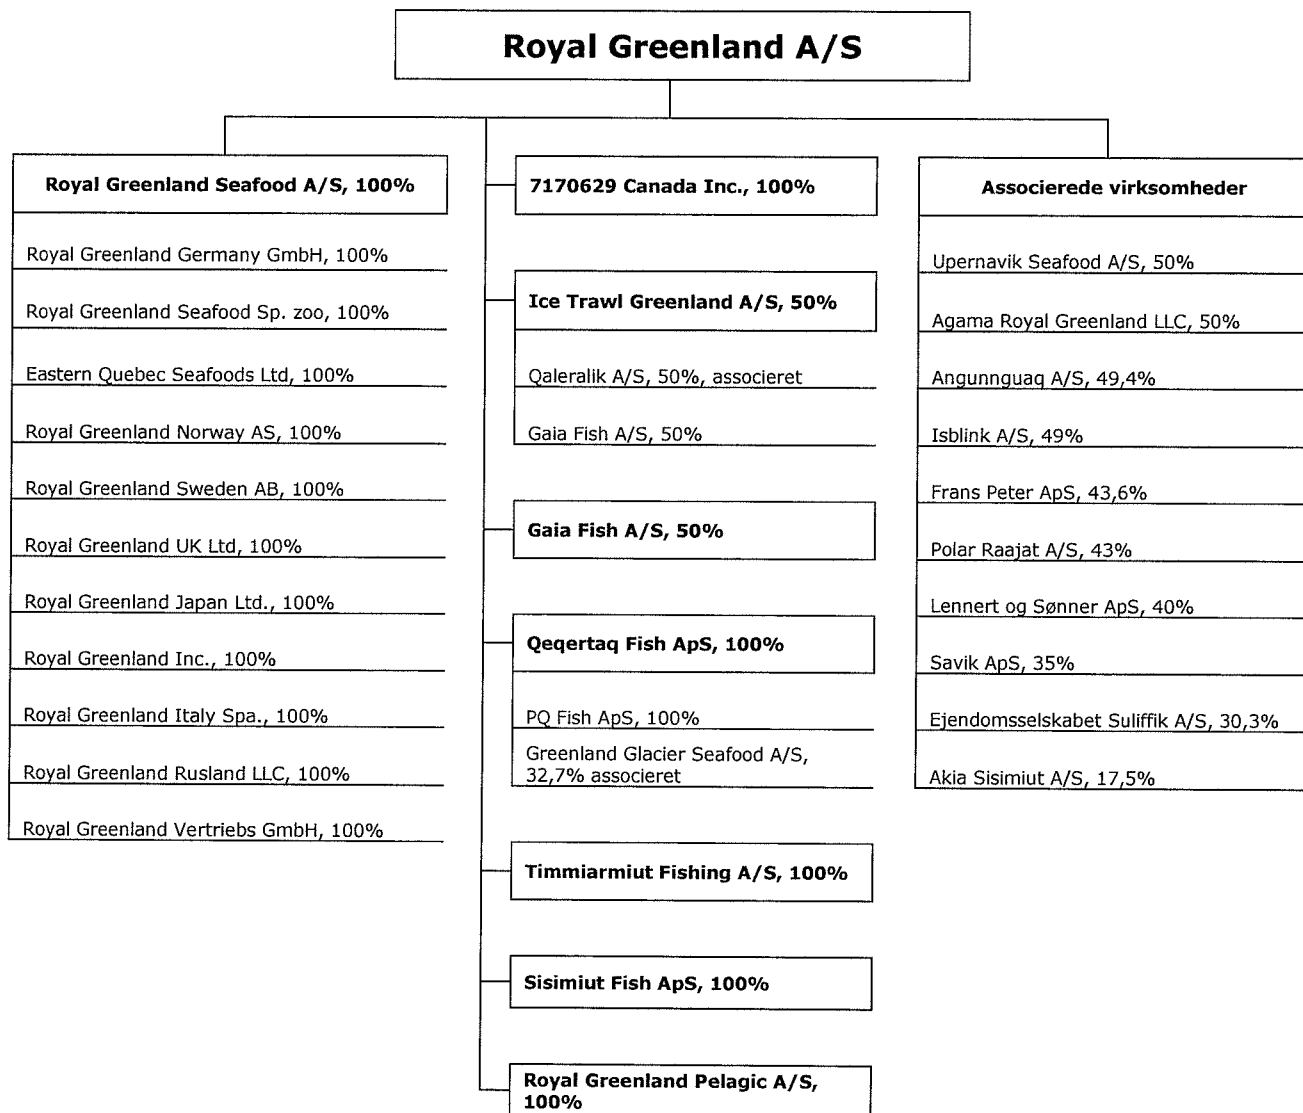 Royal Greenland A/S
Royal Greenland Seafood A/S, 100%
Royal Greenland Germany GmbH, 100%
Royal Greenland Seafood Sp. zoo, 100%
Eastern Quebec Seafoods Ltd, 100%
Royal Greenland Norway AS, 100%
Royal Greenland Sweden AB, 100%
Royal Greenland UK Ltd, 100%
Royal Greenland Japan Ltd., 100%
Royal Greenland Inc., 100%
Royal Greenland Italy Spa., 100%
Royal Greenland Rusland LLC, 100%
Royal Greenland Vertriebs GmbH, 100%
7170629 Canada Inc., 100%
Ice Trawl Greenland A/S, 50%
Qaleralik A/S, 50%, associeret
Gaia Fish A/S, 50%
Gaia Fish A/S, 50%
Qeqertaq Fish ApS, 100%
PQ Fish ApS, 100%
Greenland Glacier Seafood A/S,
32,7% associeret
Timmiarmiut Fishing A/S, 100%
Sisimiut Fish ApS, 100%
Royal Greenland Pelagic A/S,
100%
Associerede virksomheder
Upernavik Seafood A/S, 50%
Agama Royal Greenland LLC, 50%
Angunnguaq A/S, 49,4%
Isblink A/S, 49%
Frans Peter ApS, 43,6%
Polar Raajat A/S, 43%
Lennert og Sønner ApS, 40%
Savik ApS, 35%
Ejendomsselskabet Suliffik A/S, 30,3%
Akia Sisimiut A/S, 17,5%